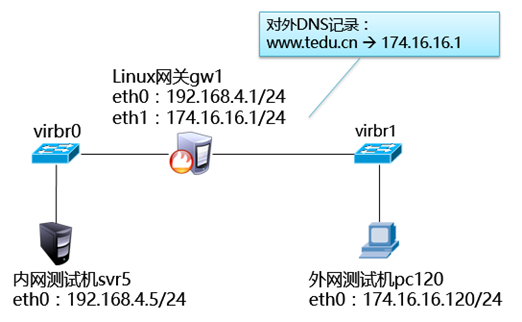 对外DNS记录：
www.tedu.cn → 174.16.16.1
Linux网关gw1
eth0：192.168.4.1/24
eth1：174.16.16.1/24
virbr0
virbr1
内网测试机svr5
eth0：192.168.4.5/24
外网测试机pc120
eth0：174.16.16.120/24